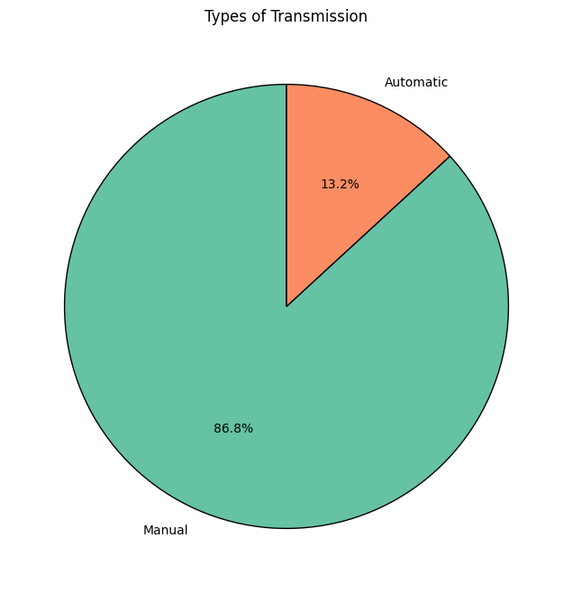 Types of Transmission
Automatic
13.2%
86.8%
Manual